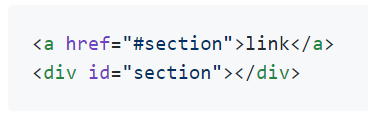 <a href="#section">link</a>
<div id="section"></div>